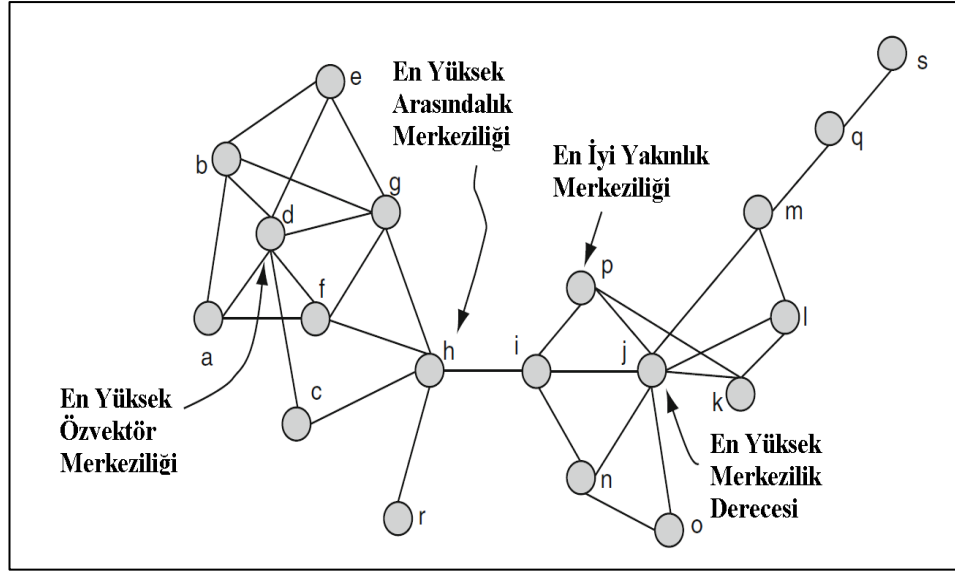 s
En Yüksek
Arasındalık
Merkeziliği
e
q
En İyi Yakınlık
Merkeziliği
b
g
d
m
p
f
l
a
h
i
j
k
c
En Yüksek
Özvektör
Merkeziliği
En Yüksek
Merkezilik
Derecesi
n
r
o